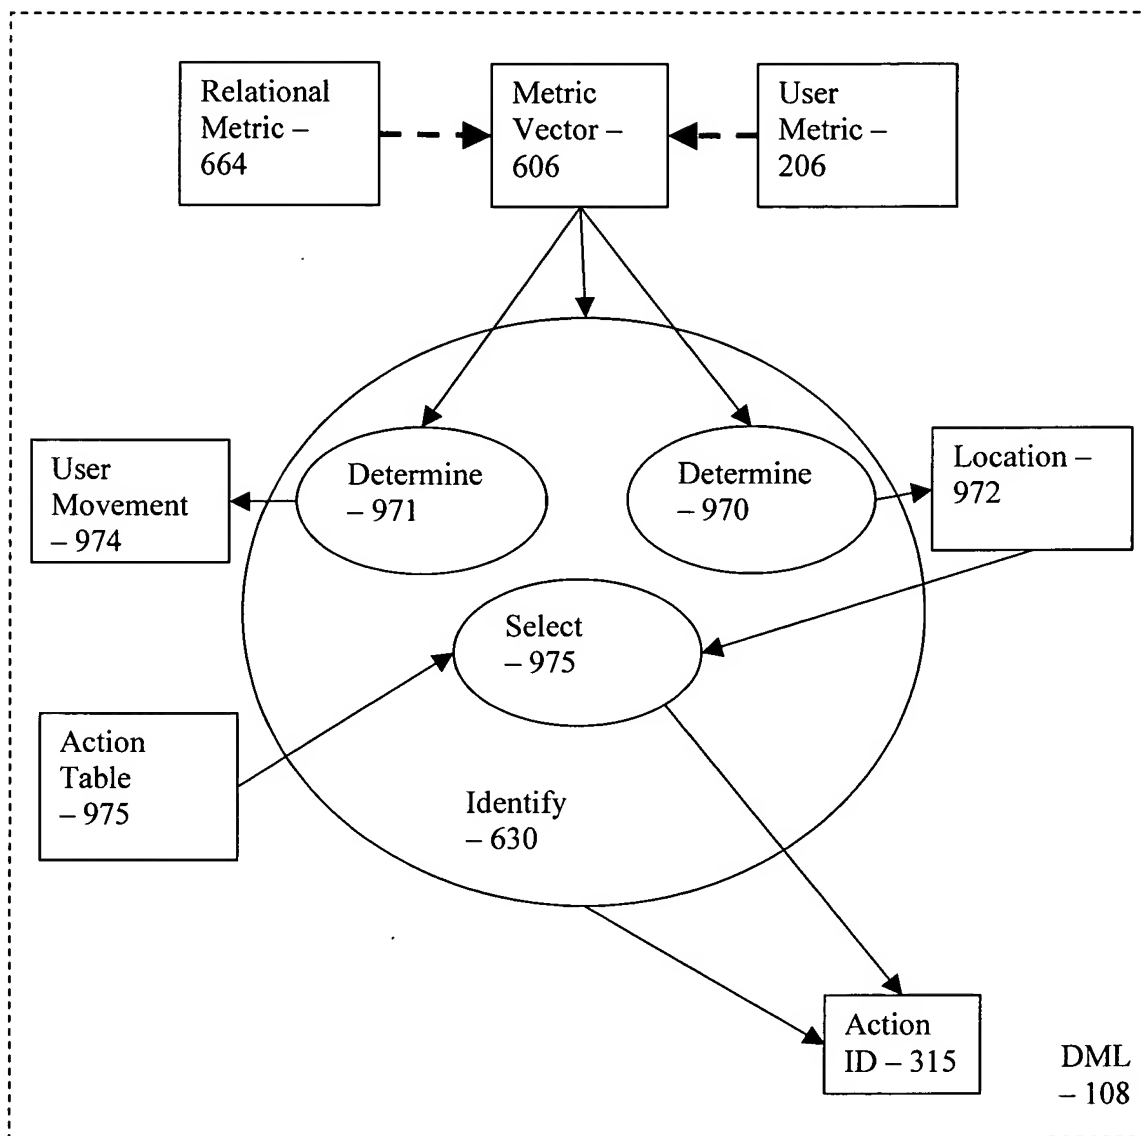 Relational
Metric –
664
Metric
Vector –
606
User
Metric –
206
User
Movement
– 974
Determine
– 971
Determine
– 970
Location –
972
Select
– 975
Action
Table
– 975
Identify
– 630
Action
ID – 315
DML
– 108